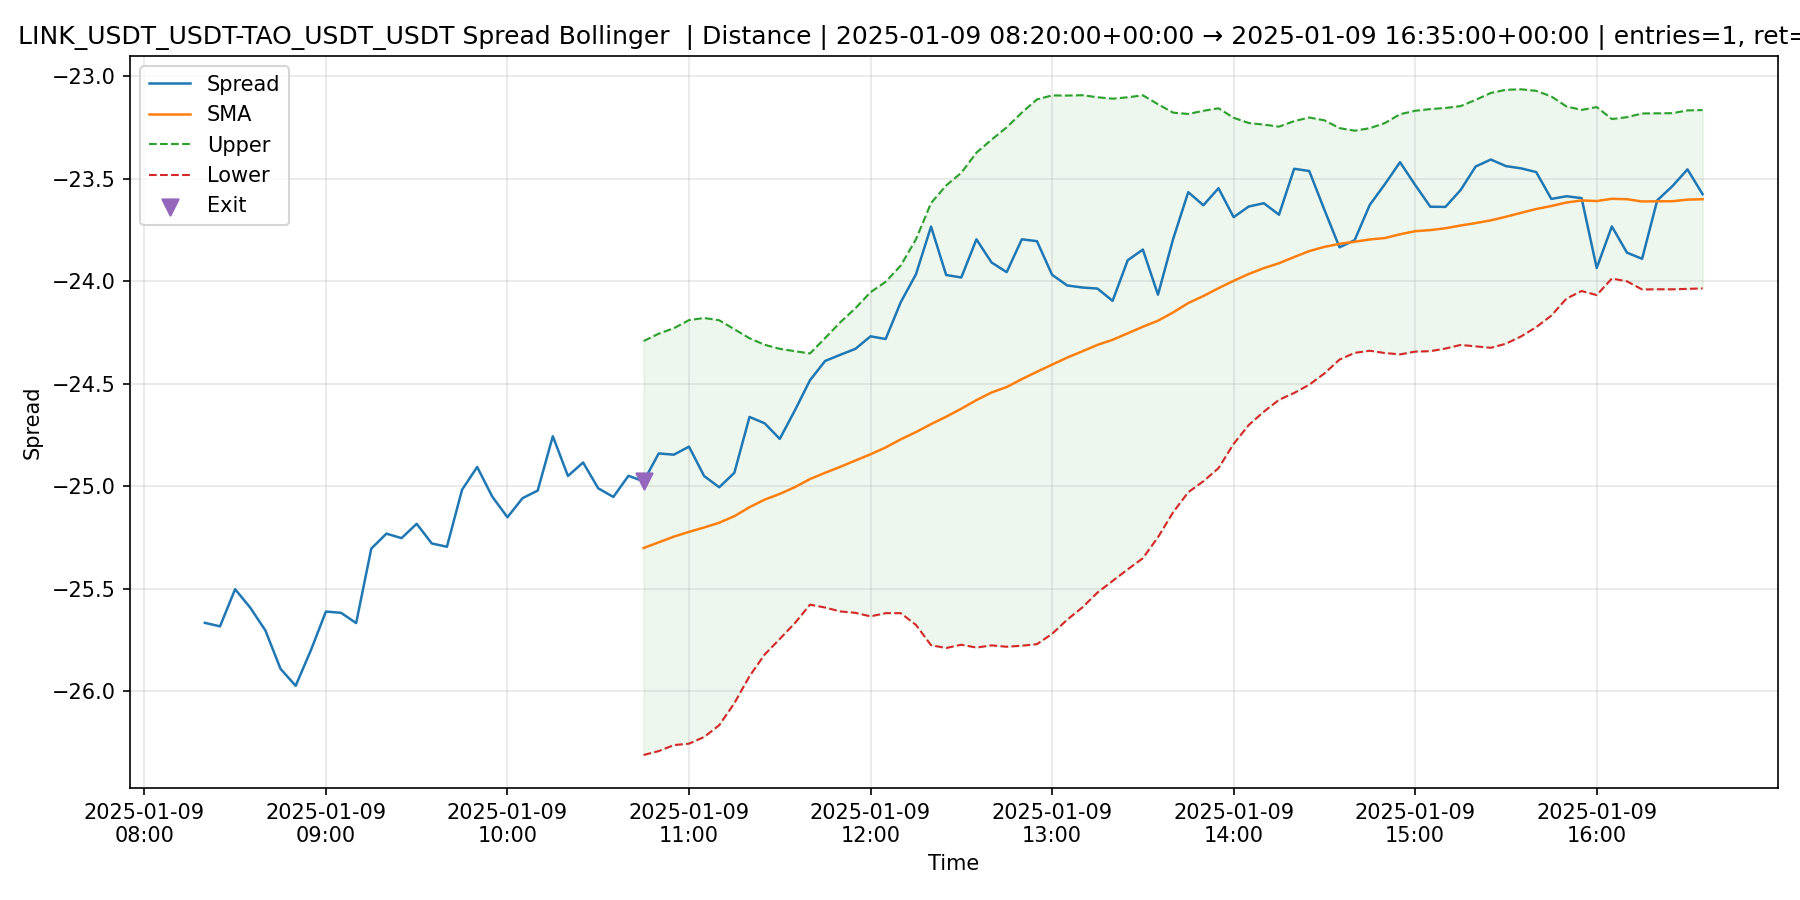 LINK_USDT_USDT-TAO_USDT_USDT Spread Bollinger | Distance | 2025-01-09 08:20:00+00:00 → 2025-01-09 16:35:00+00:00 | entries=1, ret=
Spread
SMA
Upper
Lower
Exit
−23.0
−23.5
−24.0
−24.5
−25.0
−25.5
−26.0
Spread
2025-01-09 2025-01-09 2025-01-09 2025-01-09 2025-01-09 2025-01-09 2025-01-09 2025-01-09 2025-01-09
08:00 09:00 10:00 11:00 12:00 13:00 14:00 15:00 16:00
Time